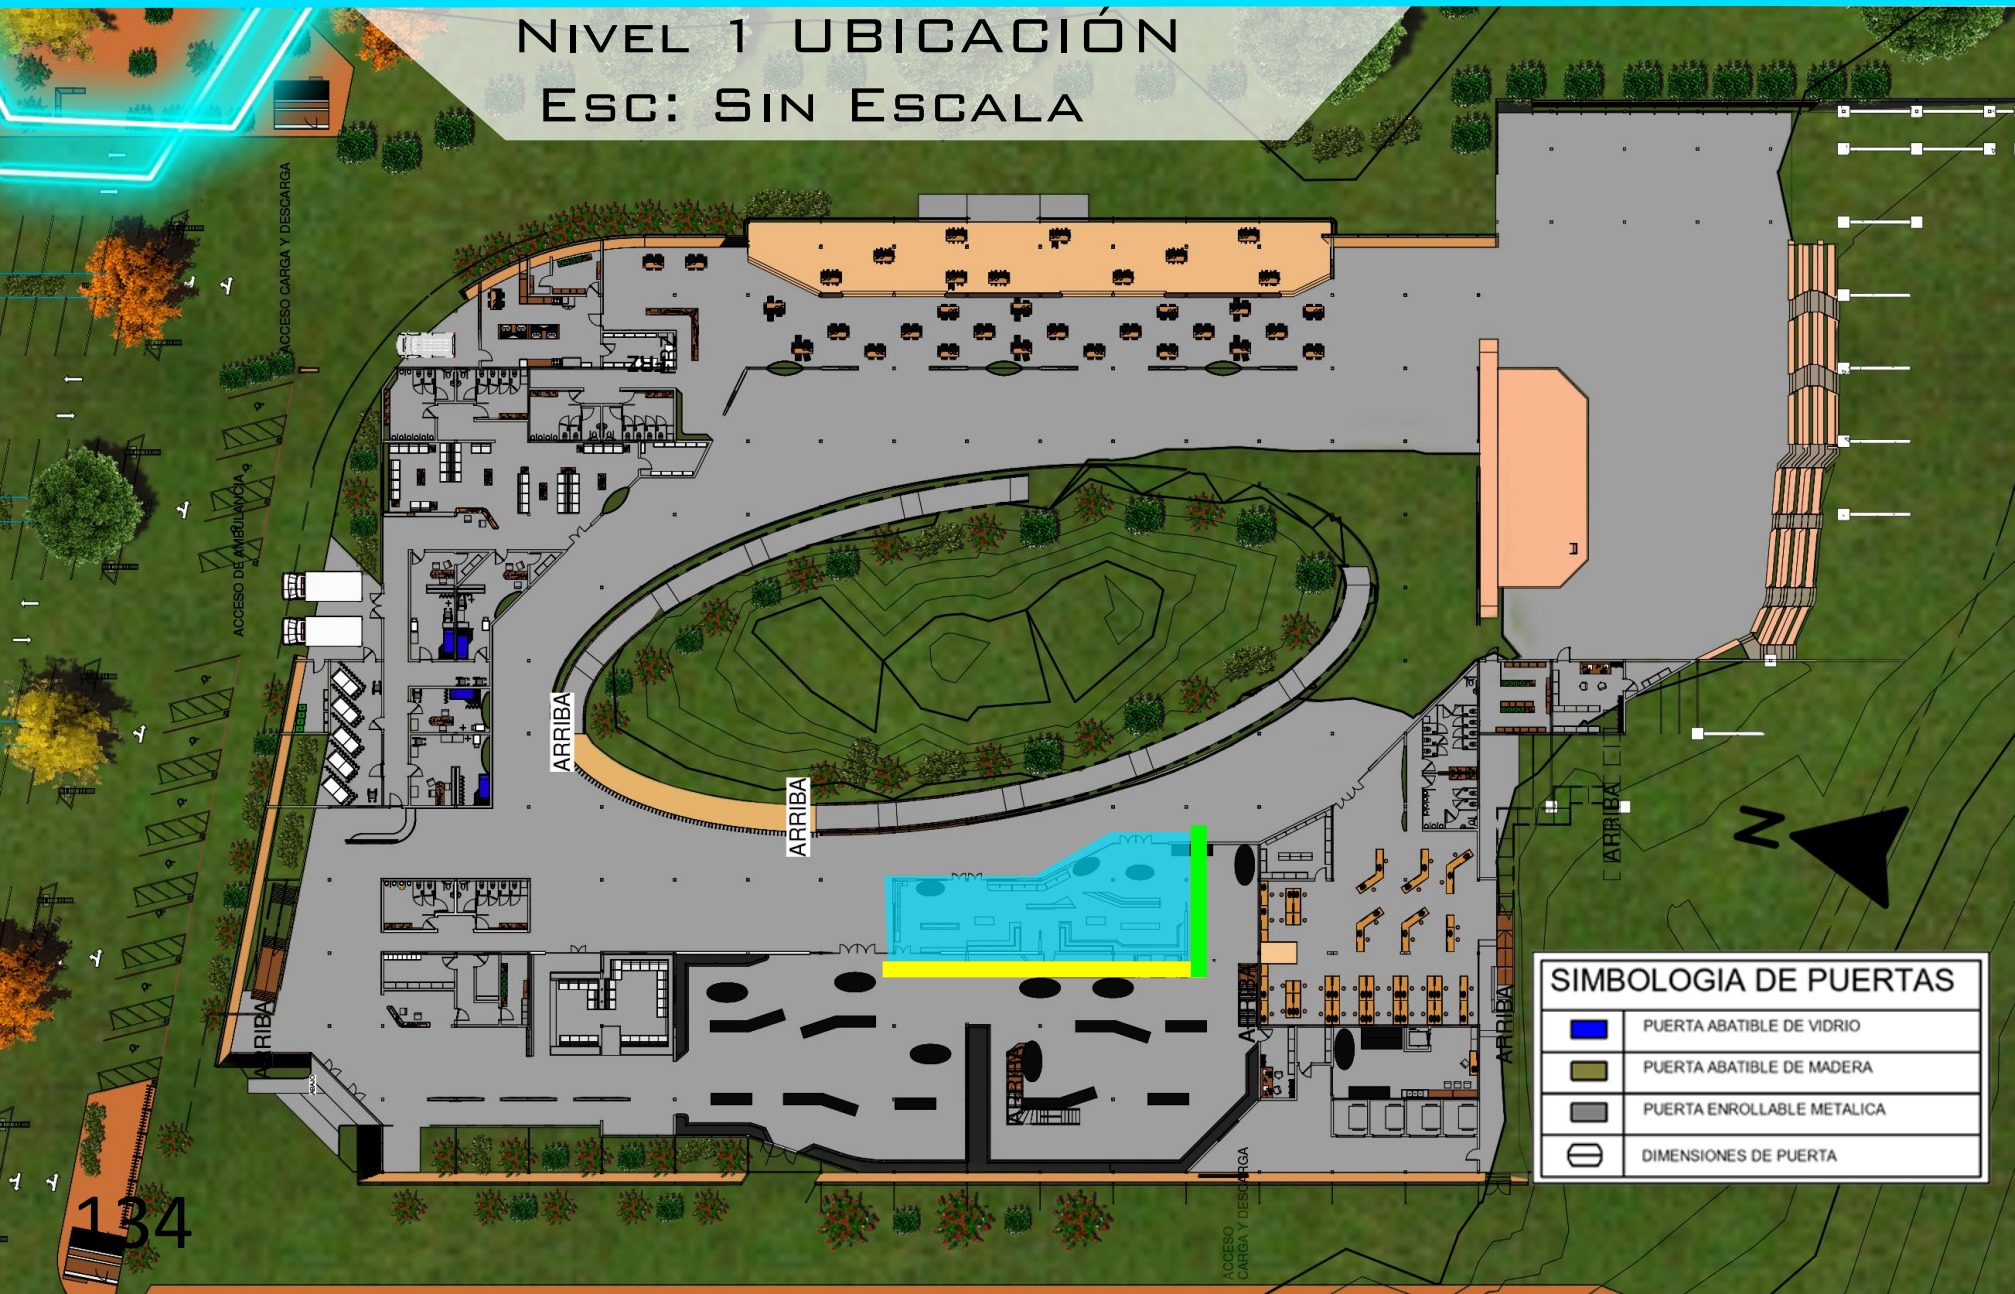 NIVEL 1 UBICACIÓN
ESC: SIN ESCALA
ACCESO CARGA Y DESCARGA
ACCESO DE AMBULANCIA
ARRIBA
ARRIBA
ARRIBA
N
ARRIBA
ARRIBA
ABAJO
ACCESO
CARGA Y DESCARGA
SIMBOLOGIA DE PUERTAS
PUERTA ABATIBLE DE VIDRIO
PUERTA ABATIBLE DE MADERA
PUERTA ENROLLABLE METALICA
DIMENSIONES DE PUERTA
134